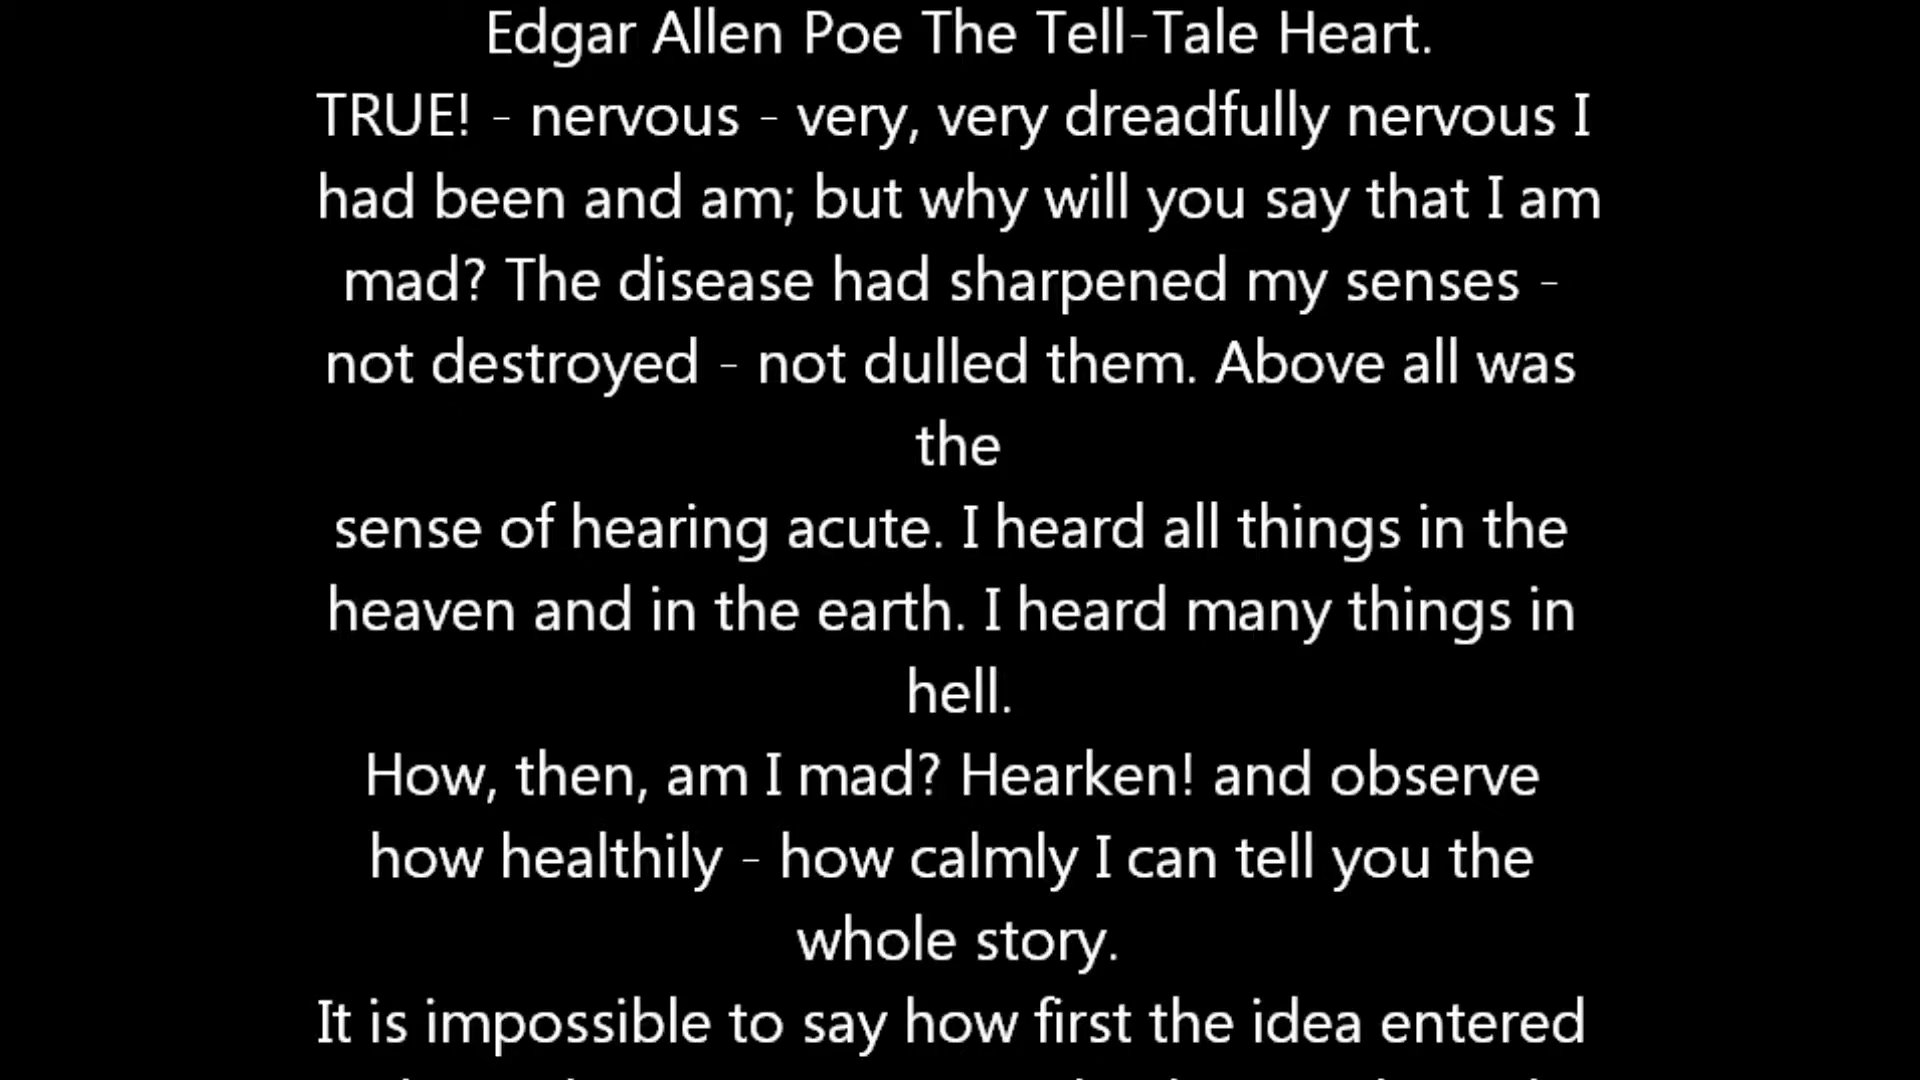 Edgar Allen Poe The Tell-Tale Heart.
TRUE! - nervous - very, very dreadfully nervous I
had been and am; but why will you say that I am
mad? The disease had sharpened my senses -
not destroyed - not dulled them. Above all was
the
sense of hearing acute. I heard all things in the
heaven and in the earth. I heard many things in
hell.
How, then, am I mad? Hearken! and observe
how healthily - how calmly I can tell you the
whole story.
It is impossible to say how first the idea entered